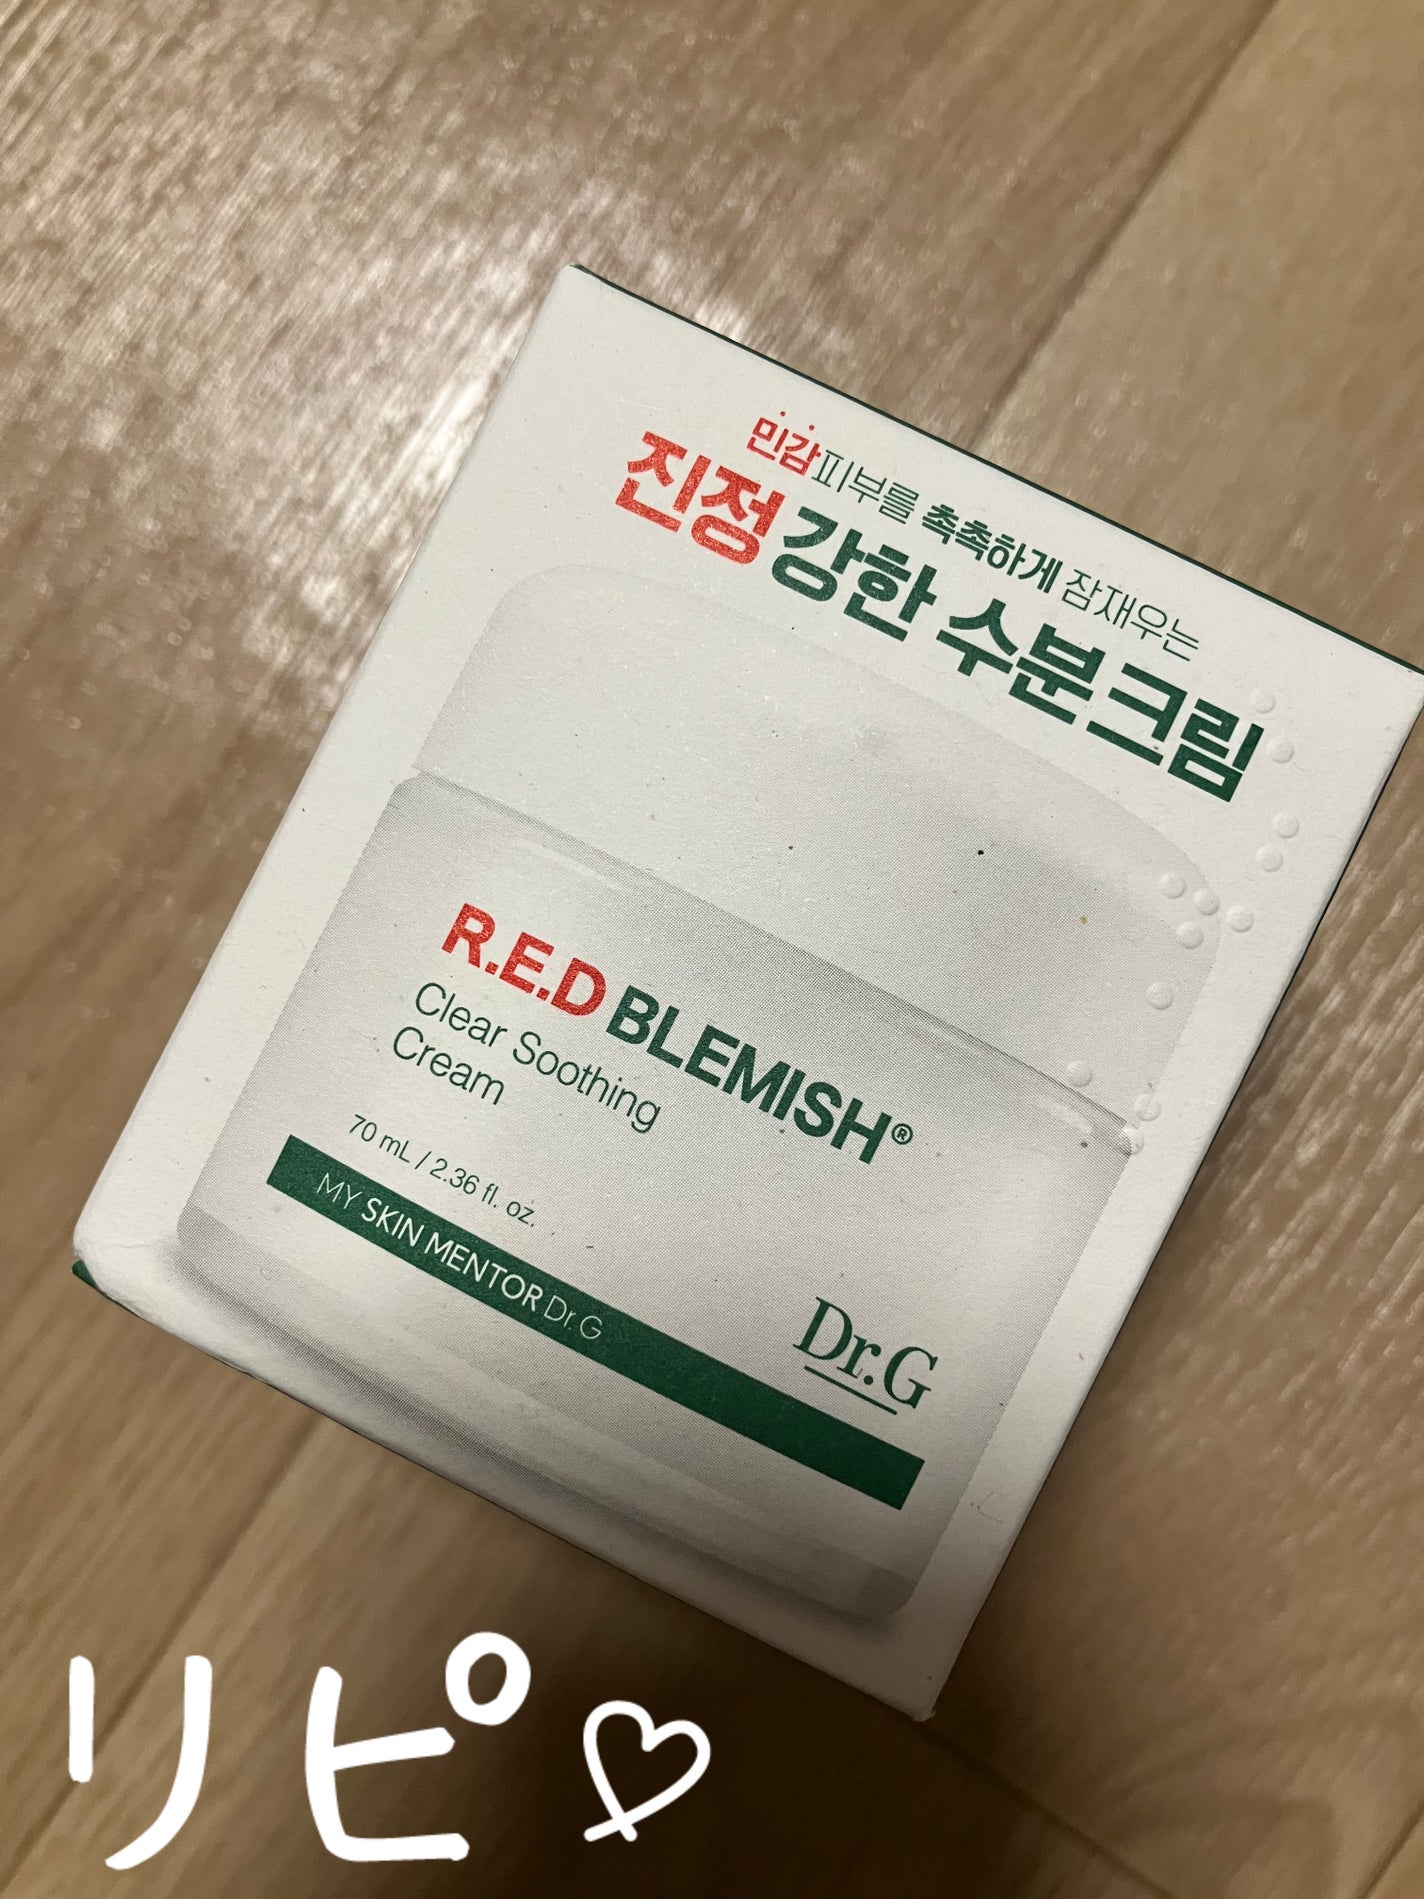 민감피부를 촉촉하게 잠재우는
진정 강한 수분크림
R.E.D BLEMISH®
Clear Soothing
Cream
70 mL / 2.36 fl. oz.
MY SKIN MENTOR Dr.G
Dr.G
リピ♡